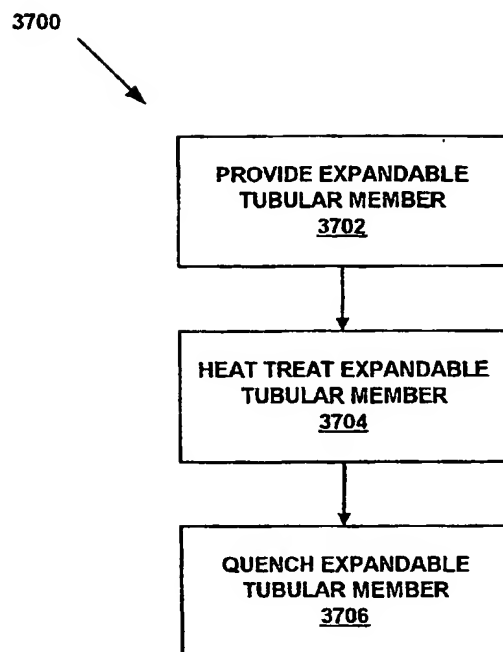 3700
PROVIDE EXPANDABLE
TUBULAR MEMBER
3702
HEAT TREAT EXPANDABLE
TUBULAR MEMBER
3704
QUENCH EXPANDABLE
TUBULAR MEMBER
3706